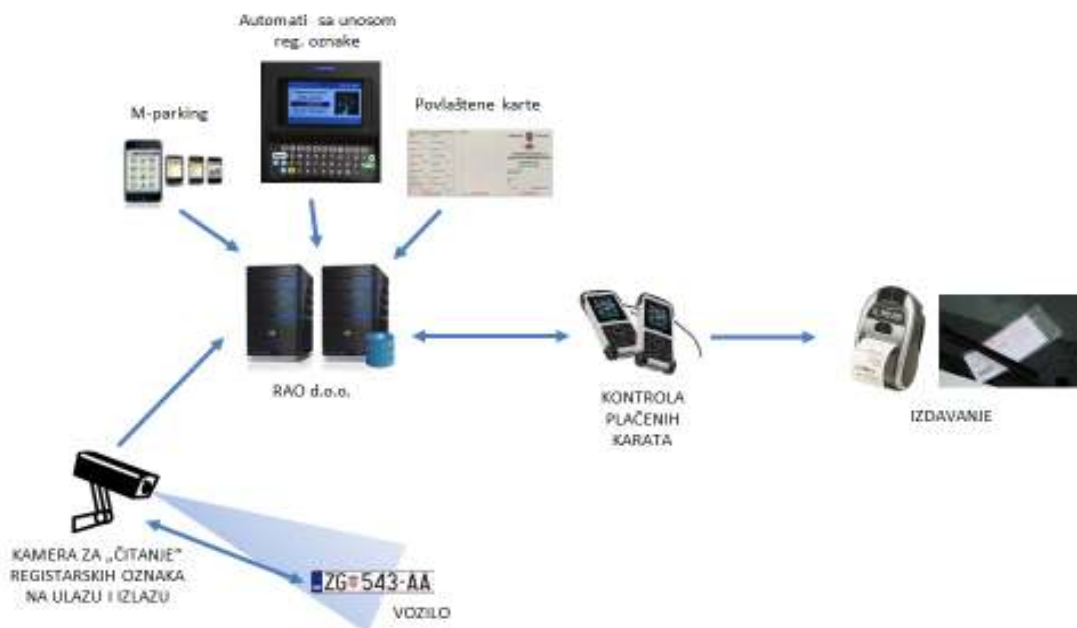 Automati sa unosom
reg. oznake
M-parking
Povlaštene karte
RAO d.o.o.
KONTROLA
PLAČENIH
KARATA
IZDAVANJE
KAMERA ZA „ČITANJE"
REGISTARSKIH OZNAKA
NA ULAZU I IZLAZU
ZG 543-AA
VOZILO